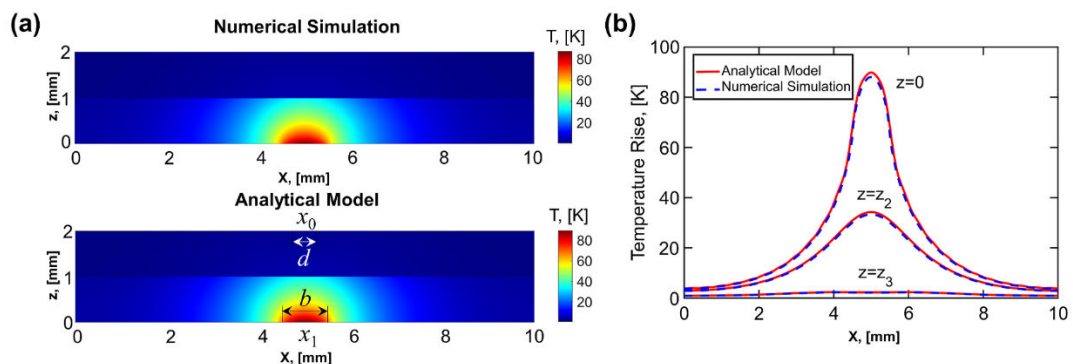 (a)
Numerical Simulation
T, [K]
2
1
0
z, [mm]
80
60
40
20
0 2 4 6 8 10
X, [mm]
Analytical Model
T, [K]
x₀
d
b
x₁
2
1
0
z, [mm]
80
60
40
20
0 2 4 6 8 10
X, [mm]
(b)
100
80
60
40
20
0
Temperature Rise, [K]
Analytical Model
Numerical Simulation
z=0
z=z₂
z=z₃
0 2 4 6 8 10
X, [mm]